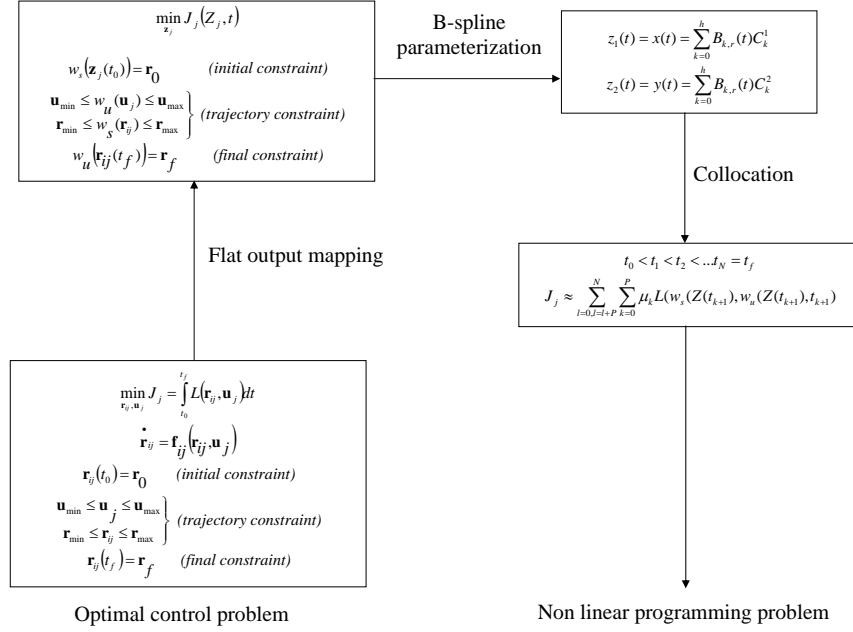 min J_j(Z_j, t)
z_j
w_s(z_j(t_0)) = r_0 (initial constraint)
u_min ≤ w_u(u_j) ≤ u_max
r_min ≤ w_s(r_ij) ≤ r_max } (trajectory constraint)
w_u(r_ij(t_f)) = r_f (final constraint)
B-spline
parameterization
z_1(t) = x(t) = ∑_{k=0}^{h} B_{k,r}(t)C_k^1
z_2(t) = y(t) = ∑_{k=0}^{h} B_{k,r}(t)C_k^2
Collocation
t_0 < t_1 < t_2 < ...t_N = t_f
J_j ≈ ∑_{l=0,l=l+P}^{N} ∑_{k=0}^{P} μ_k L(w_s(Z(t_{k+1}), w_u(Z(t_{k+1}), t_{k+1})
Flat output mapping
min J_j = ∫_{t_0}^{t_f} L(r_ij, u_j)dt
r_ij, u_j
ṙ_ij = f_ij(r_ij, u_j)
r_ij(t_0) = r_0 (initial constraint)
u_min ≤ u_j ≤ u_max
r_min ≤ r_ij ≤ r_max } (trajectory constraint)
r_ij(t_f) = r_f (final constraint)
Optimal control problem
Non linear programming problem